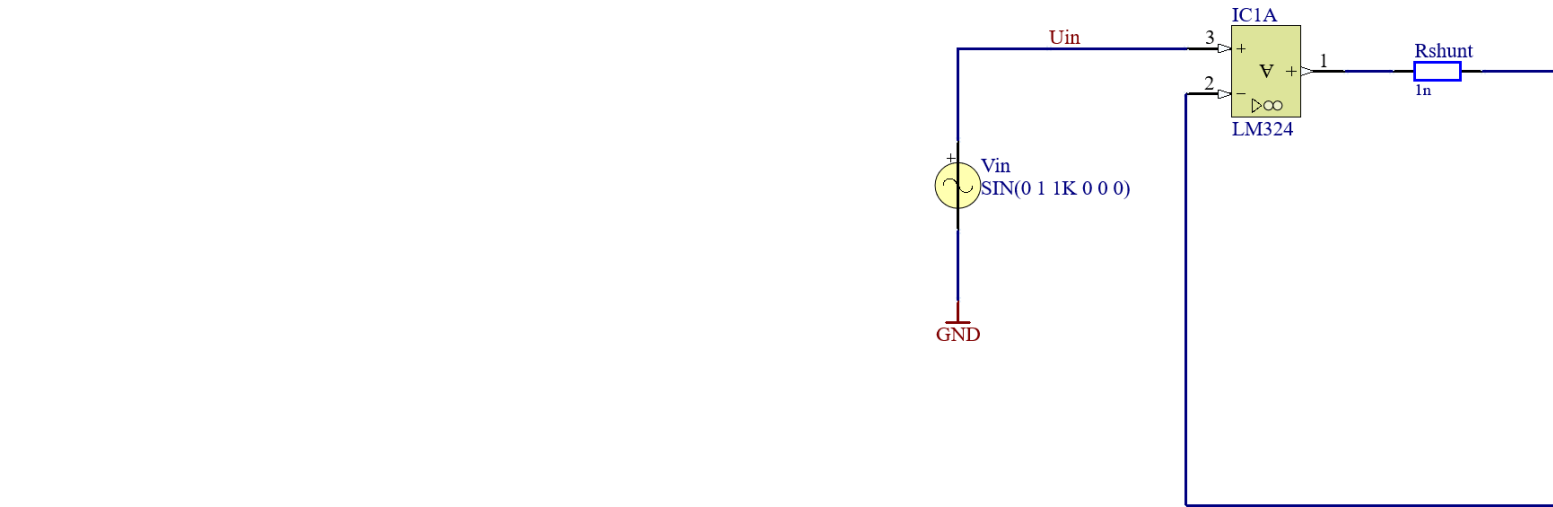 IC1A
Uin
3
+
∀
+
1
Rshunt
1n
2
−
▷∞
LM324
+
Vin
SIN(0 1 1K 0 0 0)
GND